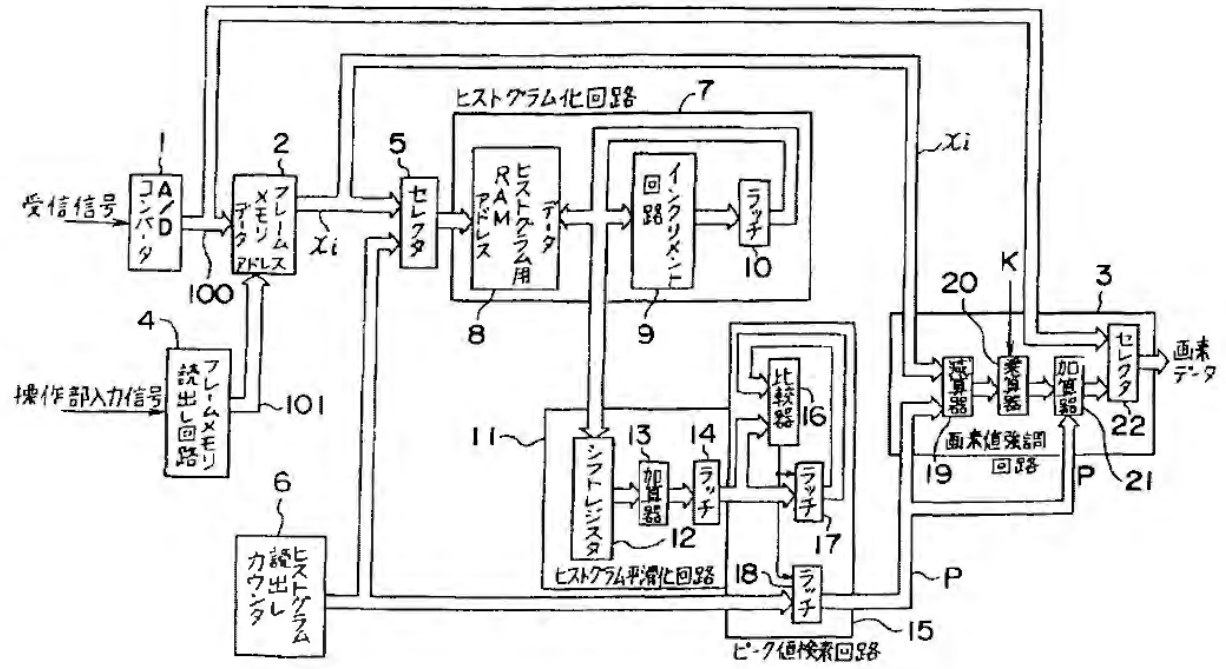 ヒストグラム化回路
7
1
受信信号
A/D
コンバータ
100
2
フレーム
メモリ
データ
アドレス
xi
5
セレクタ
ヒストグラム用
RAM
アドレス
データ
8
インクリメント
回路
9
ラッチ
10
xi
4
操作部入力信号
フレームメモリ
読出し回路
101
K
20
3
減算器
19
乗算器
加算器
21
セレクタ
22
画素
データ
画素値強調
回路
P
11
シフトレジスタ
12
13
加算器
14
ラッチ
ヒストグラム平滑化回路
比較器
16
ラッチ
17
18
ラッチ
15
P
ピーク値検索回路
6
ヒストグラム
読出し
カウンタ